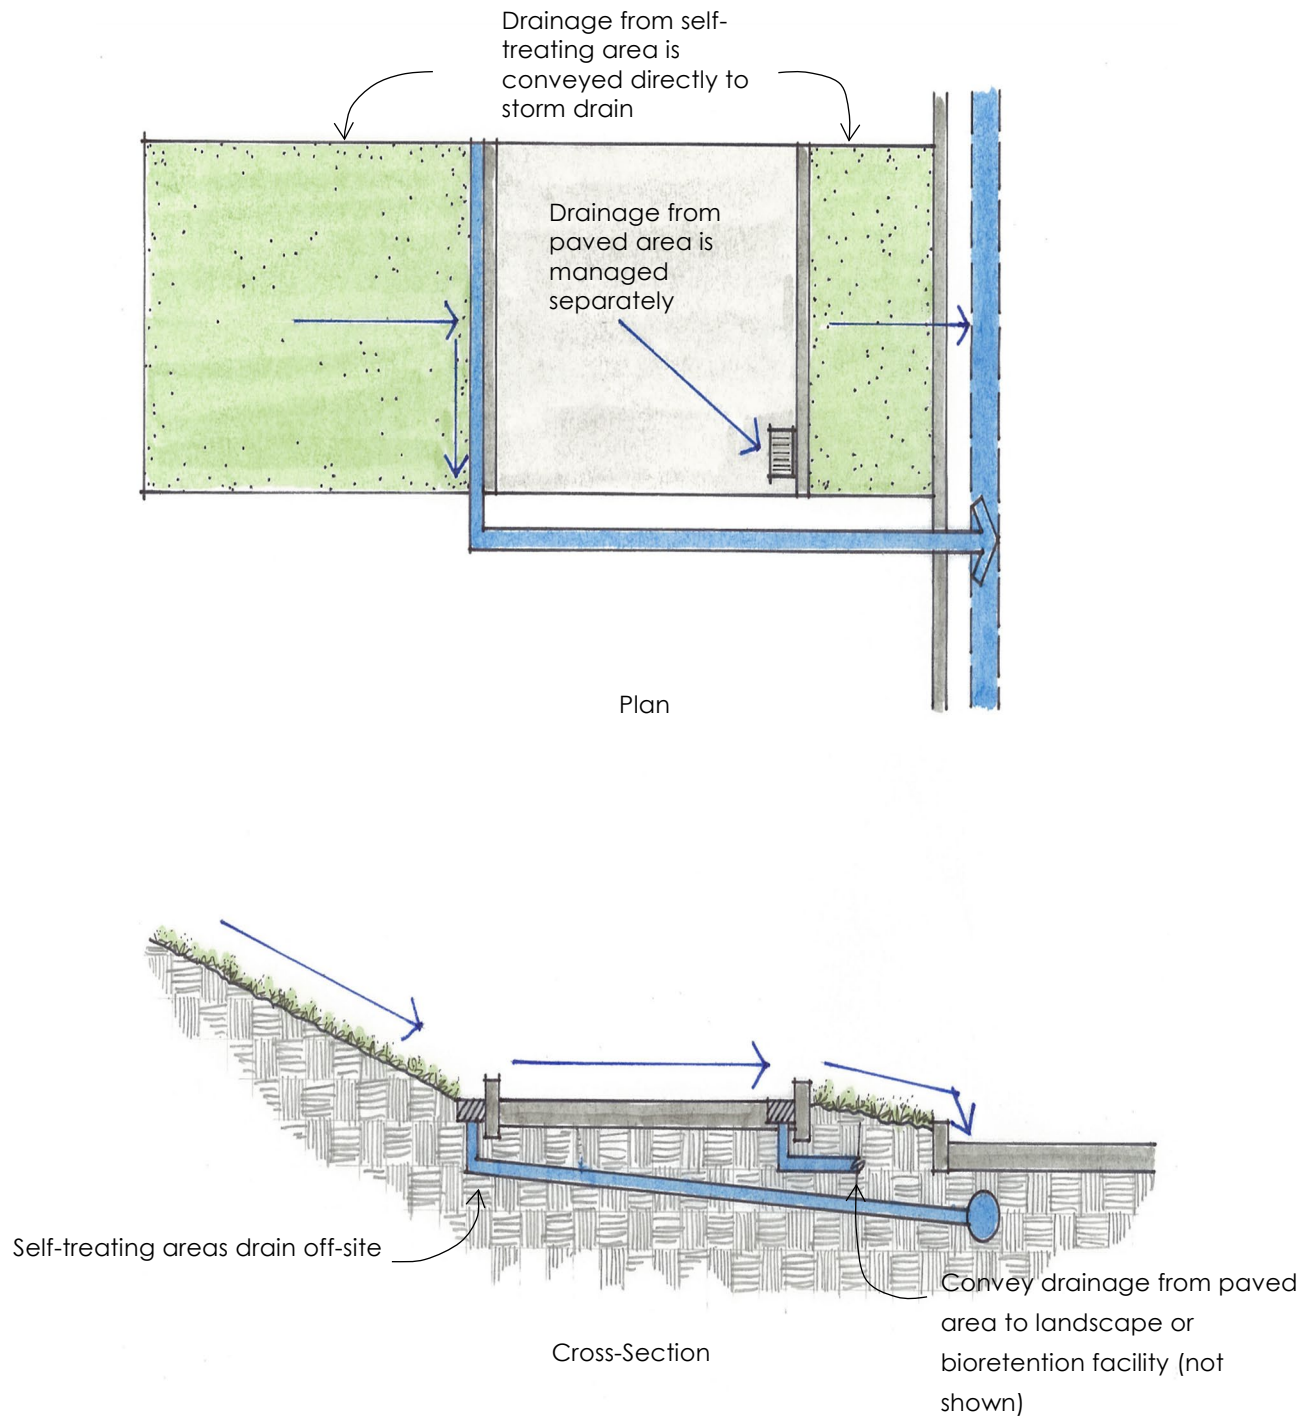 Drainage from self-
treating area is
conveyed directly to
storm drain
Drainage from
paved area is
managed
separately
Plan
Self-treating areas drain off-site
Convey drainage from paved
area to landscape or
bioretention facility (not
shown)
Cross-Section